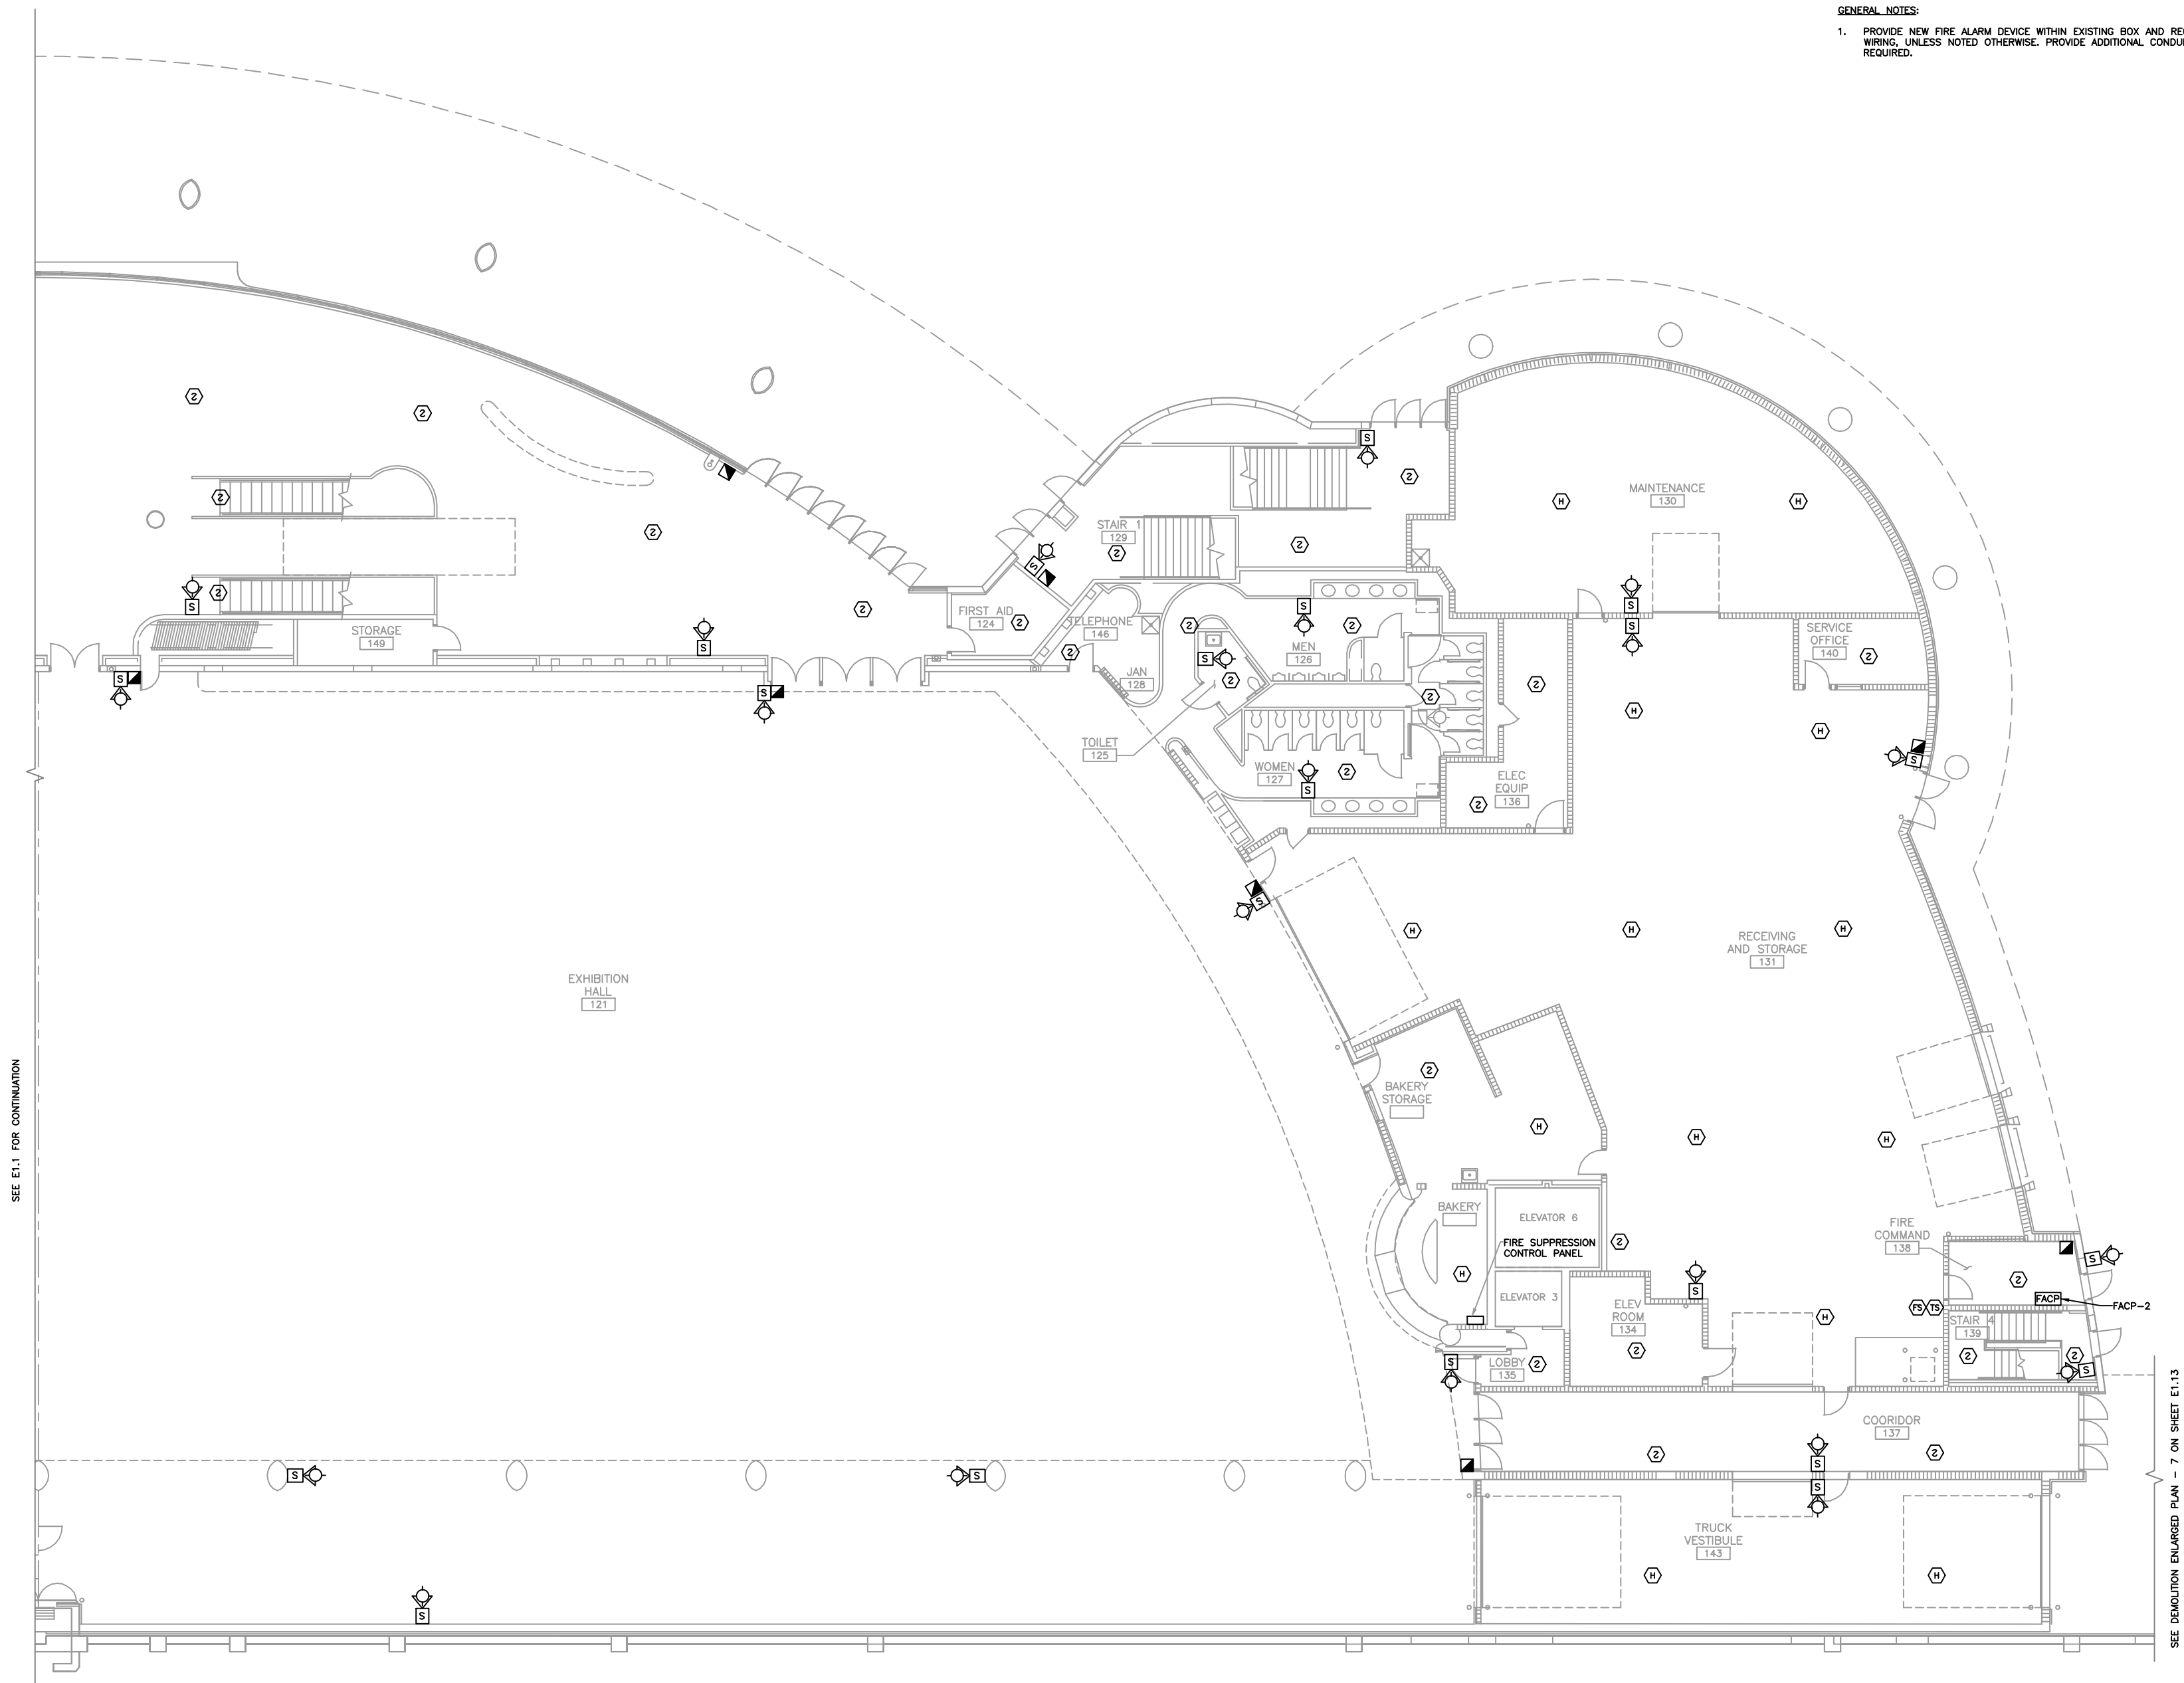 GENERAL NOTES:
1. PROVIDE NEW FIRE ALARM DEVICE WITHIN EXISTING BOX AND
WIRING, UNLESS NOTED OTHERWISE. PROVIDE ADDITIONAL
REQUIRED.
MAINTENANCE
130
STAIR 1
129
FIRST AID
124
TELEPHONE
146
STORAGE
149
MEN
126
SERVICE
OFFICE
140
JAN
128
TOILET
125
WOMEN
127
ELEC
EQUIP
136
RECEIVING
AND STORAGE
131
EXHIBITION
HALL
121
BAKERY
STORAGE
BAKERY
ELEVATOR 6
FIRE SUPPRESSION
CONTROL PANEL
ELEVATOR 3
FIRE
COMMAND
138
ELEV
ROOM
134
FACP
FACP-2
FS TS
STAIR 4
139
LOBBY
135
COORIDOR
137
TRUCK
VESTIBULE
143
SEE E1.1 FOR CONTINUATION
SEE DEMOLITION ENLARGED PLAN - 7 ON SHEET E1.13